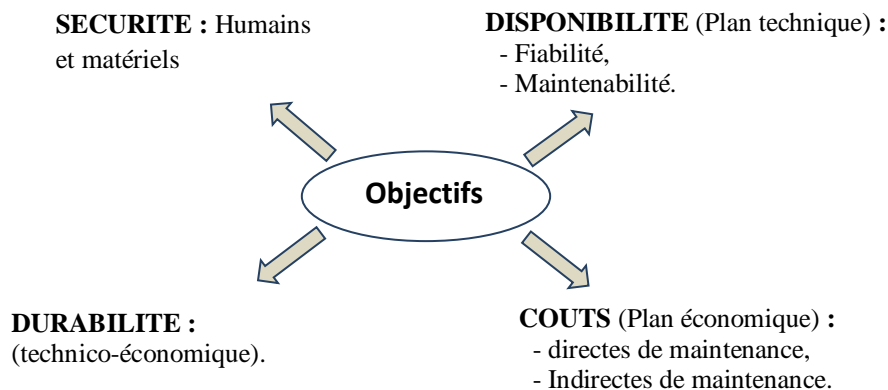 SECURITE : Humains
et matériels
DISPONIBILITE (Plan technique) :
- Fiabilité,
- Maintenabilité.
Objectifs
DURABILITE :
(technico-économique).
COUTS (Plan économique) :
- directes de maintenance,
- Indirectes de maintenance.